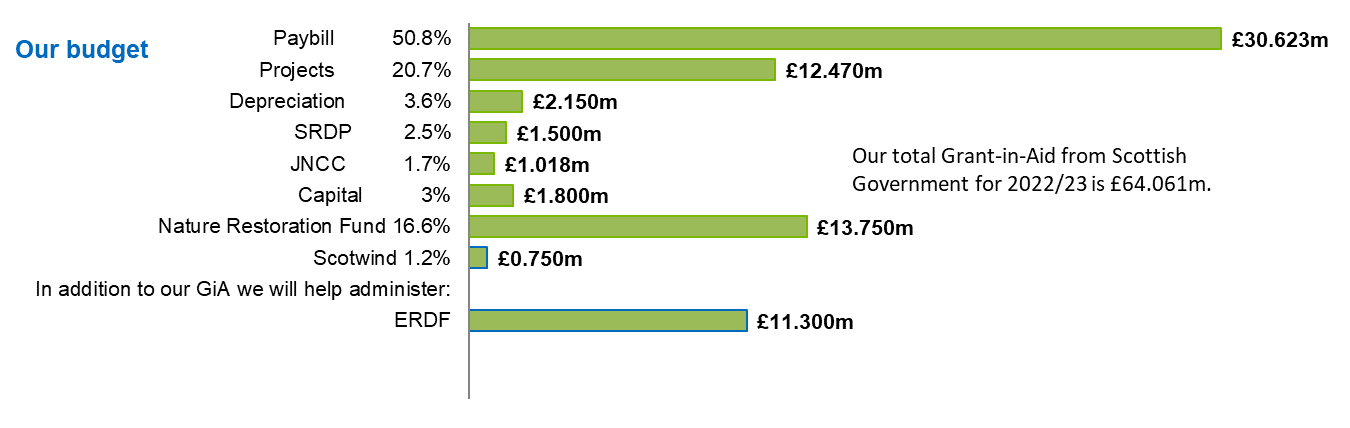 Our budget
Paybill 50.8% £30.623m
Projects 20.7% £12.470m
Depreciation 3.6% £2.150m
SRDP 2.5% £1.500m
JNCC 1.7% £1.018m
Capital 3% £1.800m
Nature Restoration Fund 16.6% £13.750m
Scotwind 1.2% £0.750m
In addition to our GiA we will help administer:
ERDF £11.300m
Our total Grant-in-Aid from Scottish
Government for 2022/23 is £64.061m.